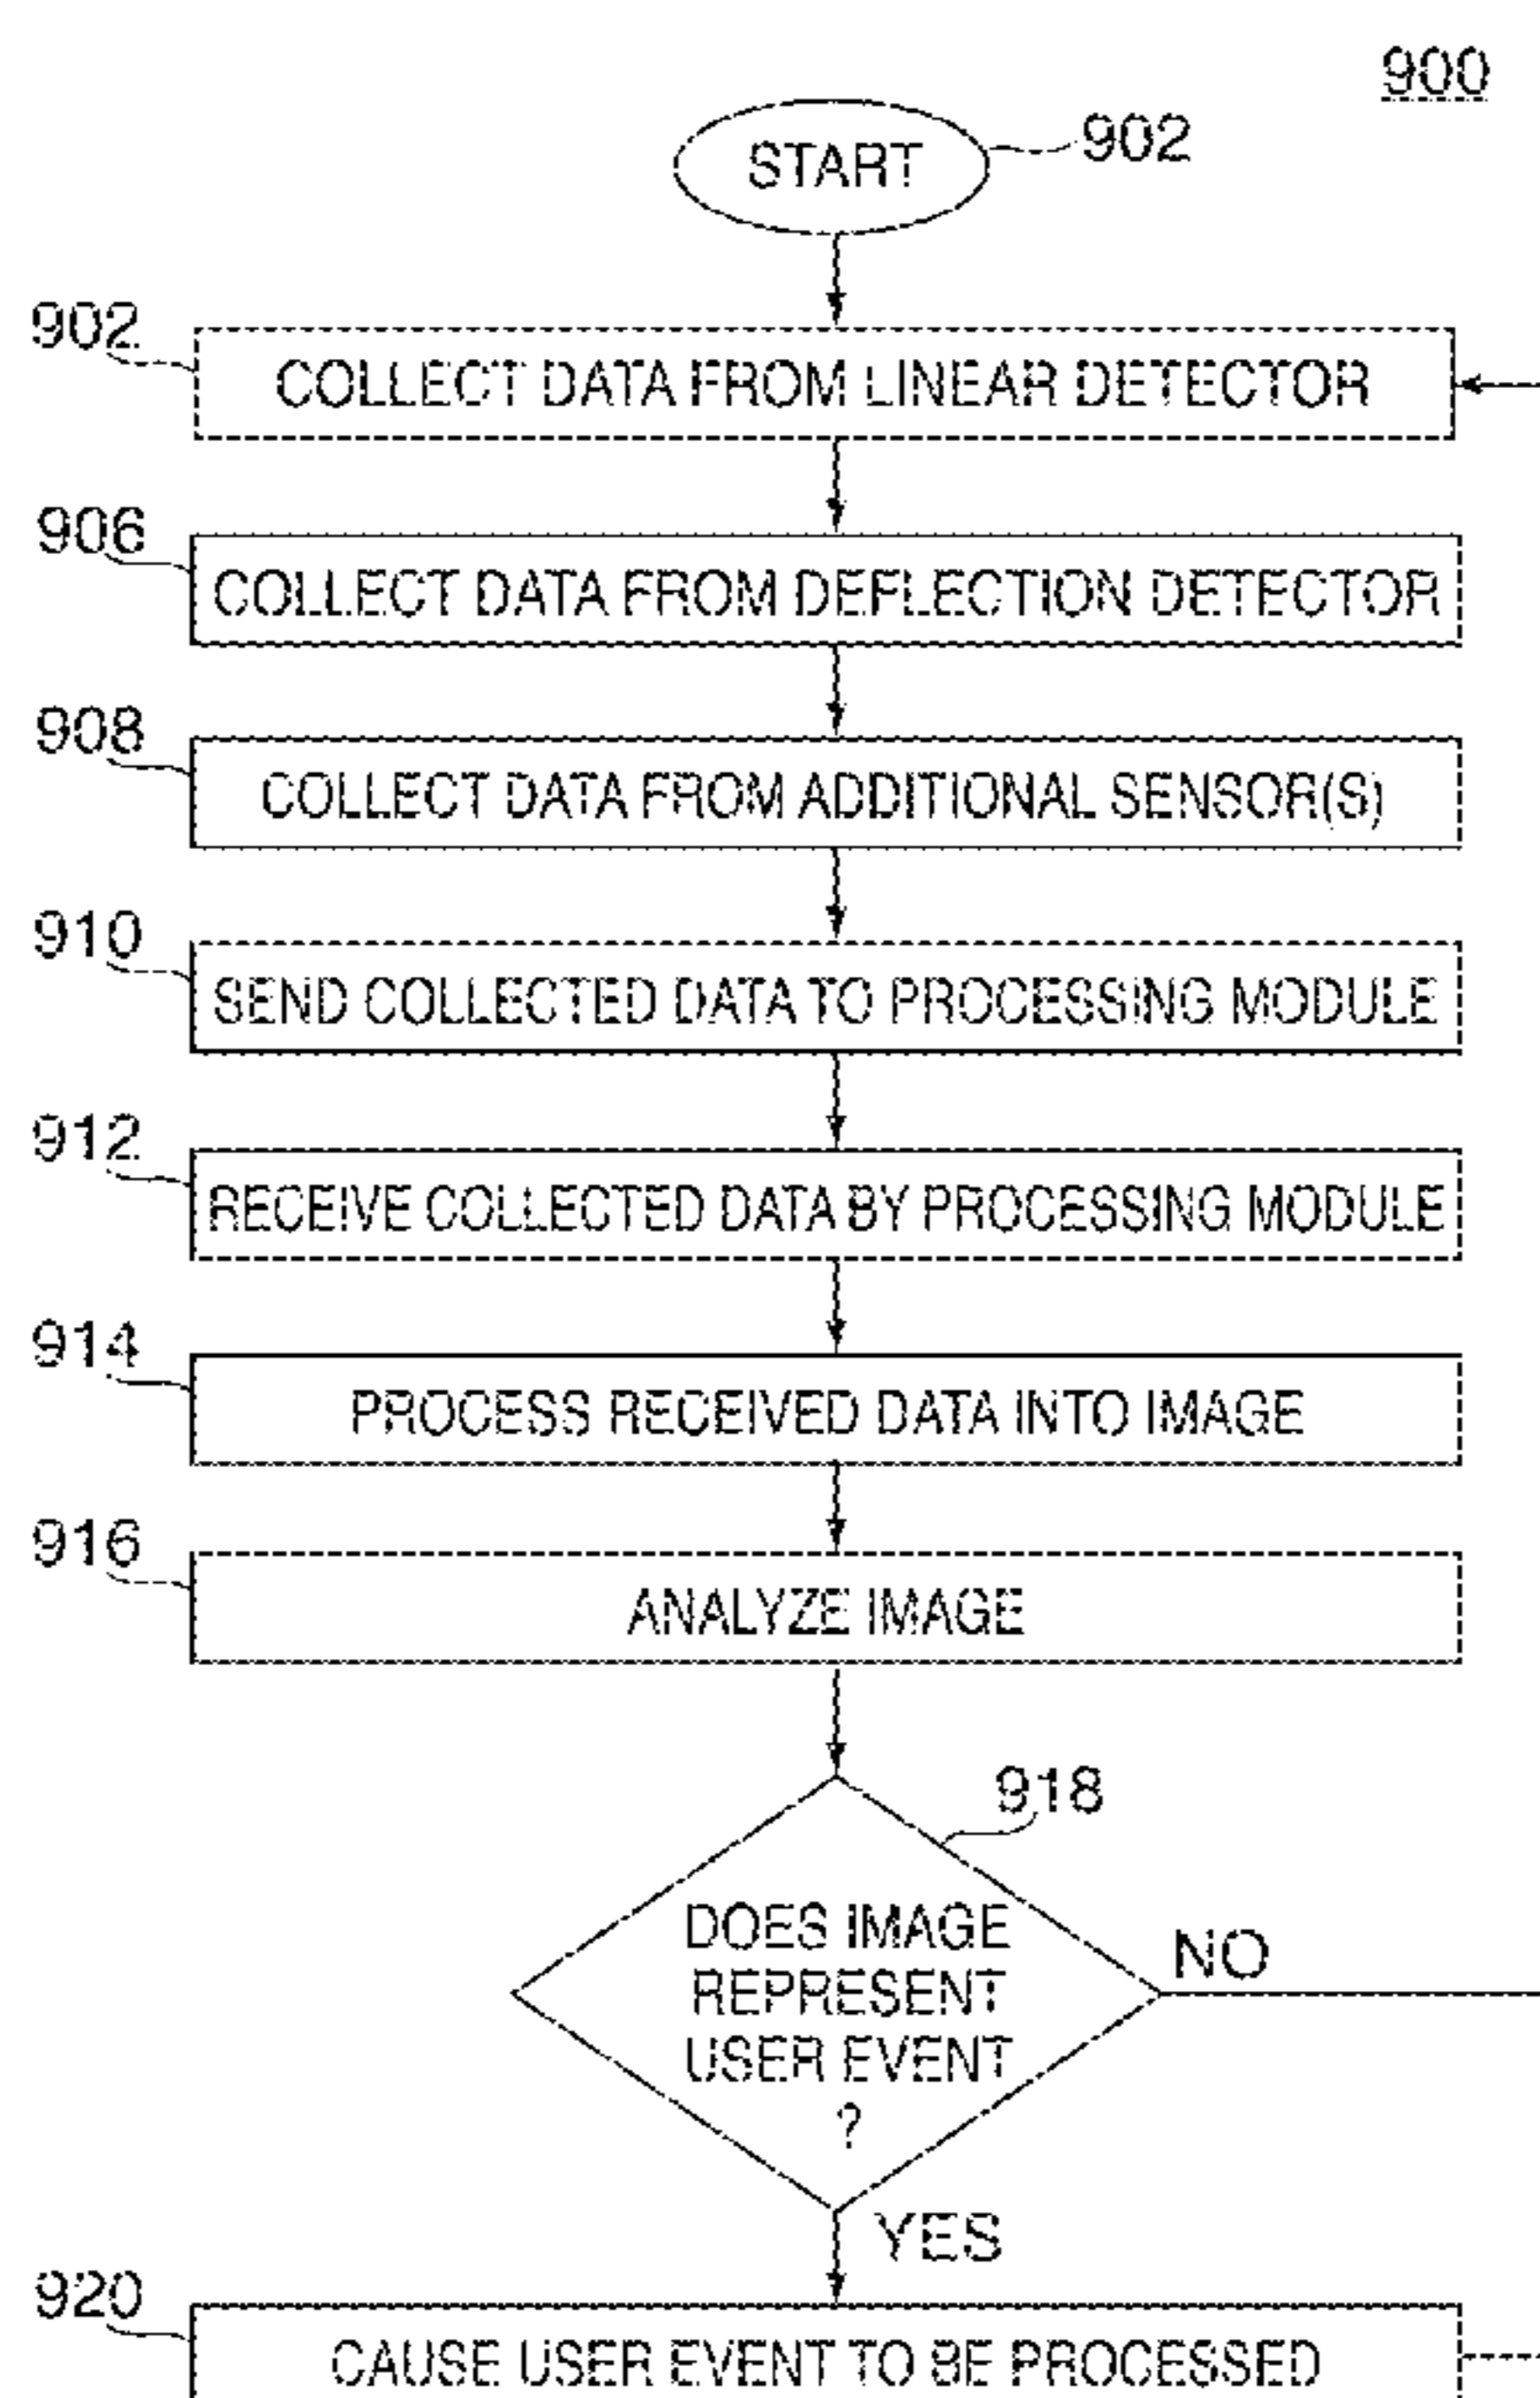 900
START
902
902
COLLECT DATA FROM LINEAR DETECTOR
906
COLLECT DATA FROM DEFLECTION DETECTOR
908
COLLECT DATA FROM ADDITIONAL SENSOR(S)
910
SEND COLLECTED DATA TO PROCESSING MODULE
912
RECEIVE COLLECTED DATA BY PROCESSING MODULE
914
PROCESS RECEIVED DATA INTO IMAGE
916
ANALYZE IMAGE
918
DOES IMAGE
REPRESENT
USER EVENT
?
NO
YES
920
CAUSE USER EVENT TO BE PROCESSED